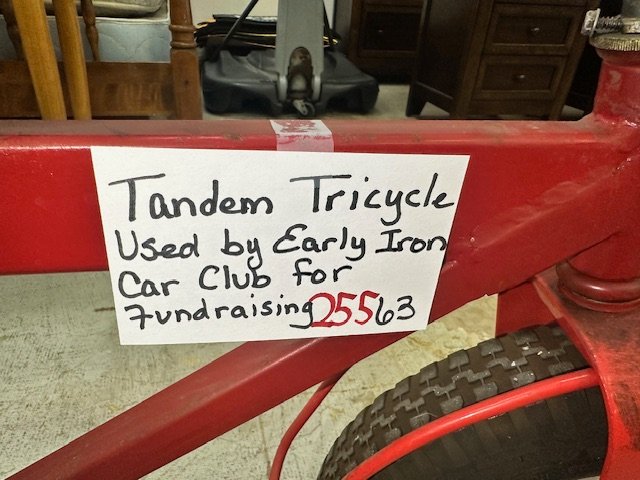 Tandem Tricycle
Used by Early Iron
Car Club for
Fundraising 25563